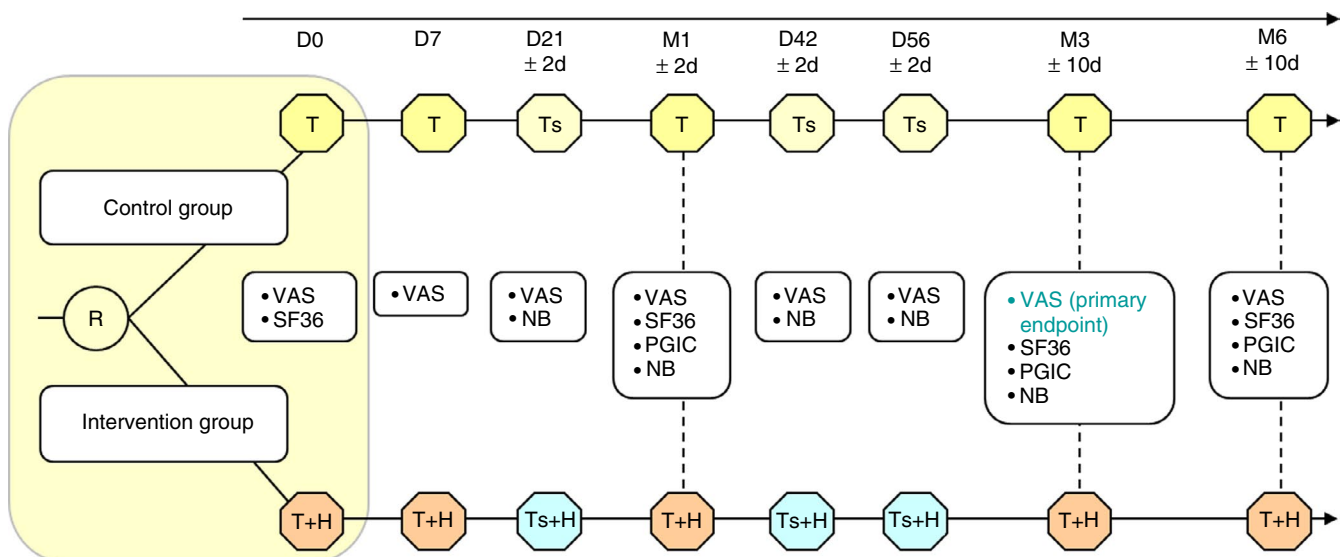 D0 D7 D21 M1 D42 D56 M3 M6
± 2d ± 2d ± 2d ± 2d ± 10d ± 10d
T T Ts T Ts Ts T T
Control group
R
• VAS
• SF36
• VAS
• VAS
• NB
• VAS
• SF36
• PGIC
• NB
• VAS
• NB
• VAS
• NB
• VAS (primary
endpoint)
• SF36
• PGIC
• NB
• VAS
• SF36
• PGIC
• NB
Intervention group
T+H T+H Ts+H T+H Ts+H Ts+H T+H T+H